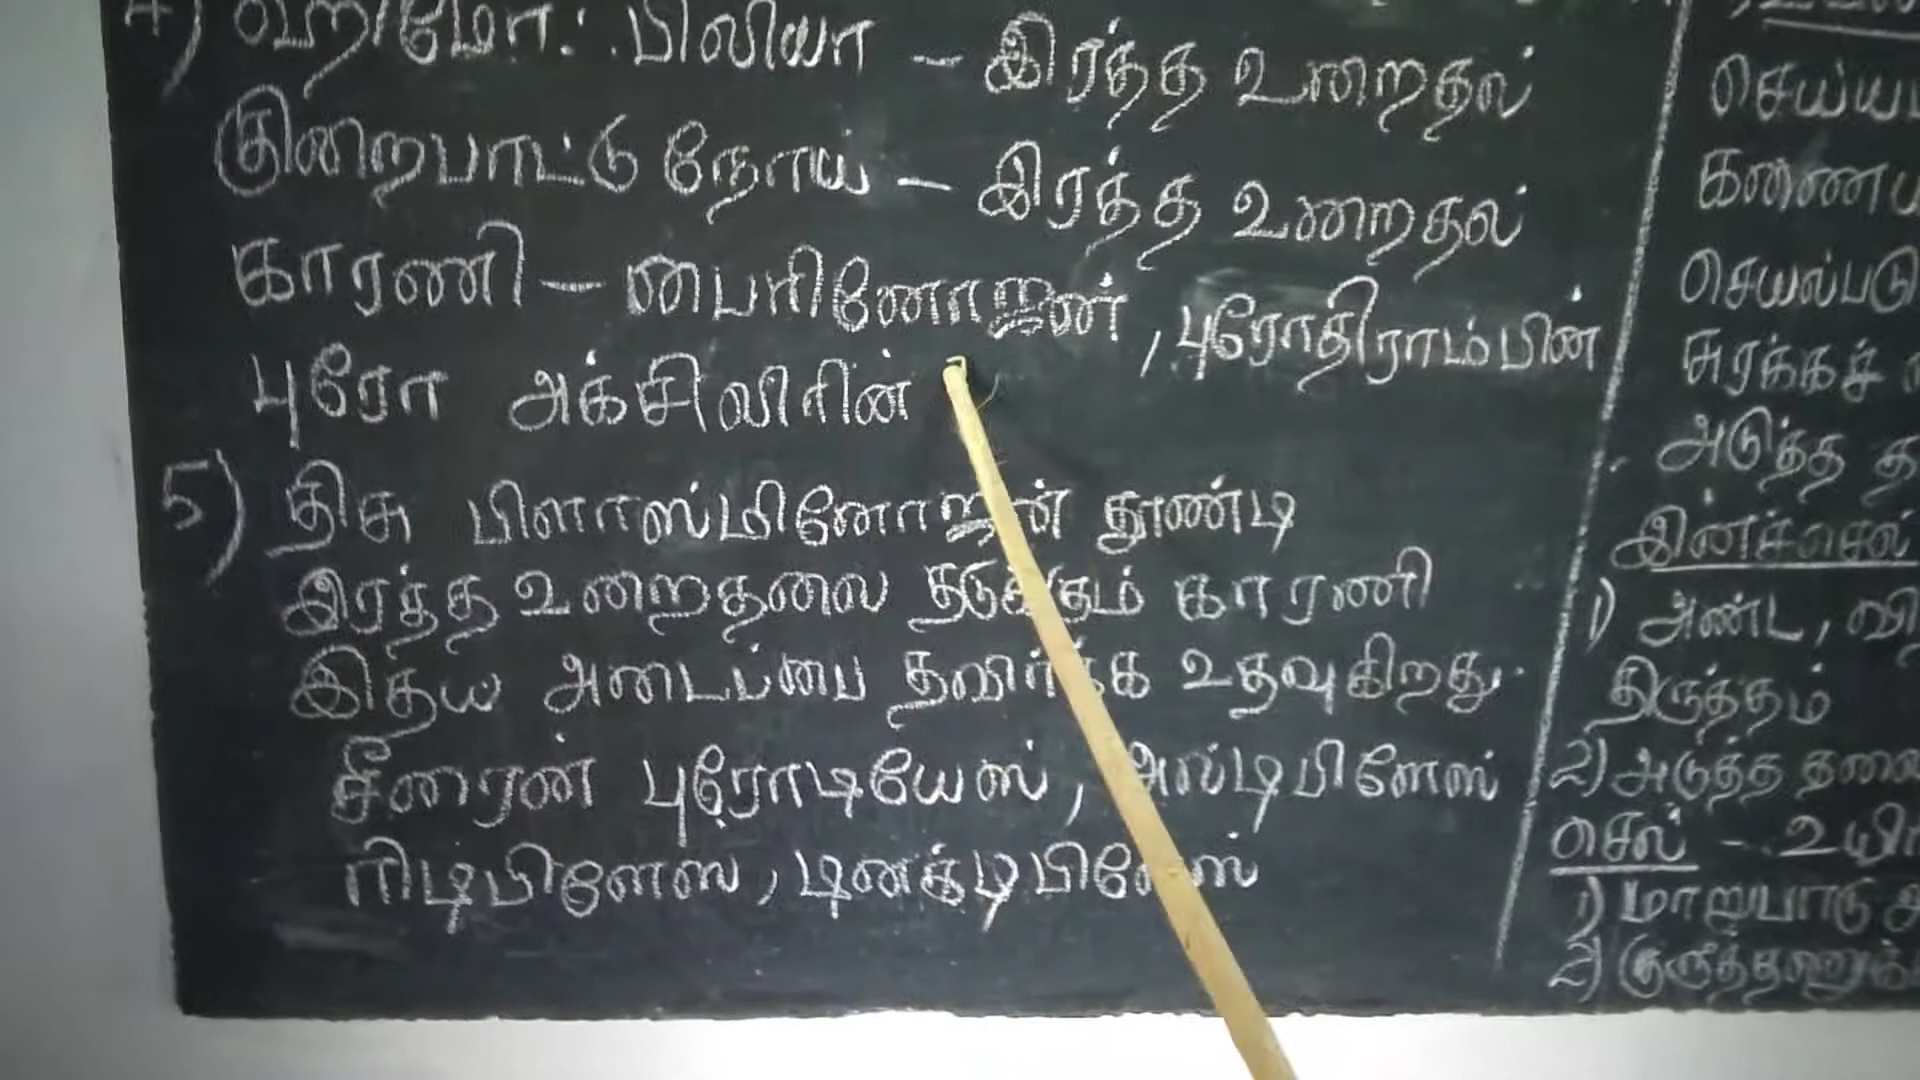 4) ஹீமோ. பிலியா - இரத்த உறைதல்
குறைபாட்டு நோய் - இரத்த உறைதல்
காரணி - பைரினோஜன், புரோதிராம்பின்
புரோ அக்சிலிரின்
5) திசு பிளாஸ்மினோஜன் தூண்டி
இரத்த உறைதலை தடுக்கும் காரணி
இதய அடைப்பை தவிர்க்க உதவுகிறது.
சீரைன் புரோடியேஸ், அல்டிபிளேஸ்
ரிடிபிளேஸ், டினக்டிபிளேஸ்
செய்ய
கணைய
செயல்படு
சுரக்கச்
அடுத்த த
இன்ச்செல்
1) அண்ட, வி
திருத்தம்
2) அடுத்த தலை
செல் - உயிர்
1) மாறுபாடு அ
2)